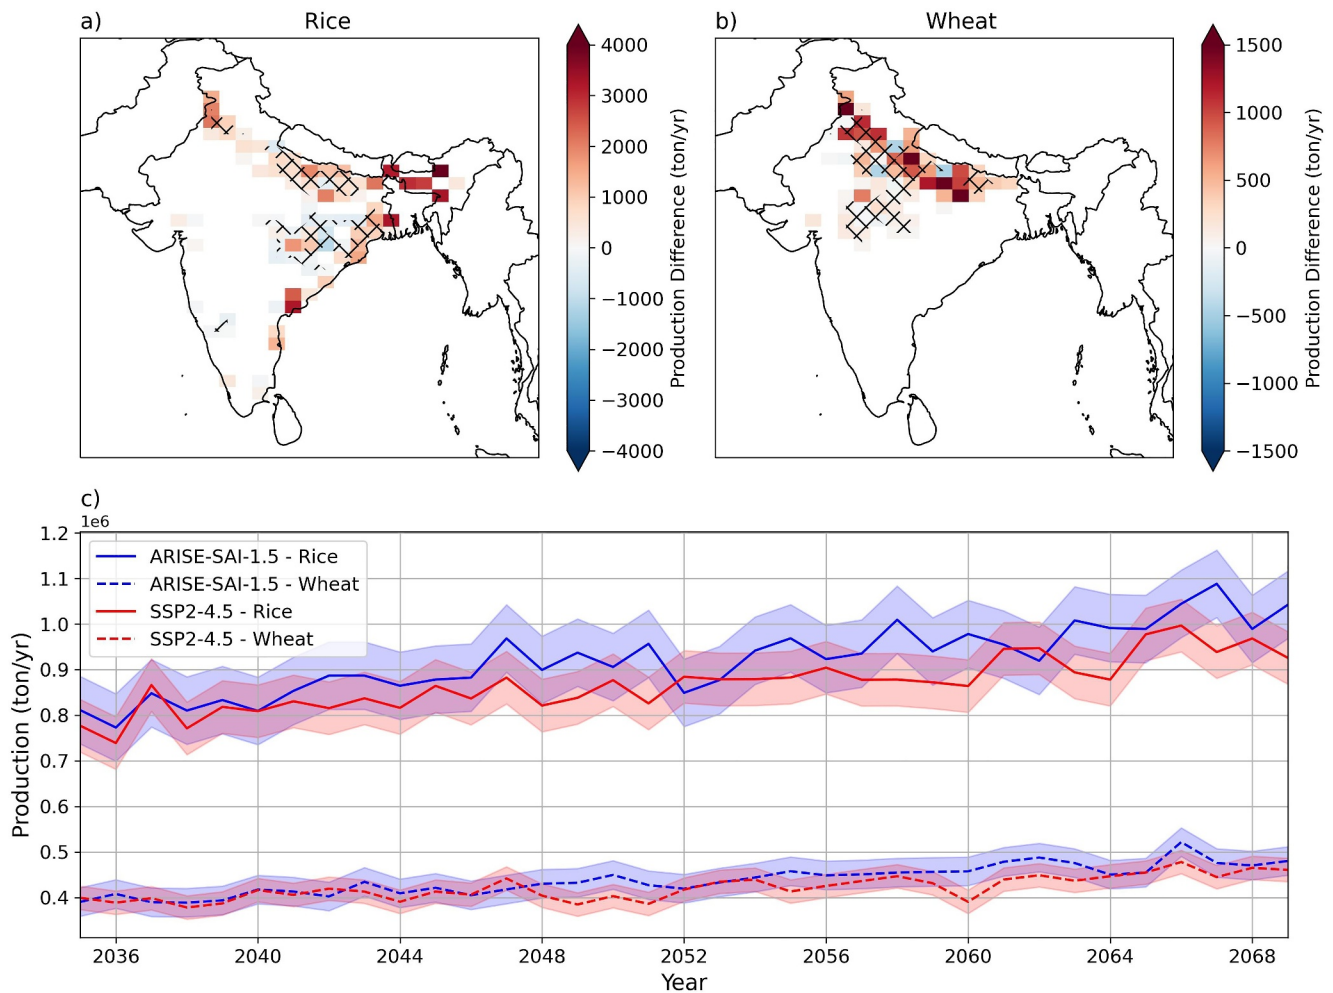 a) Rice
4000
3000
2000
1000
0
−1000
−2000
−3000
−4000
Production Difference (ton/yr)
b) Wheat
1500
1000
500
0
−500
−1000
−1500
Production Difference (ton/yr)
c)
1e6
1.2
1.1
1.0
0.9
0.8
0.7
0.6
0.5
0.4
Production (ton/yr)
ARISE-SAI-1.5 - Rice
ARISE-SAI-1.5 - Wheat
SSP2-4.5 - Rice
SSP2-4.5 - Wheat
2036 2040 2044 2048 2052 2056 2060 2064 2068
Year